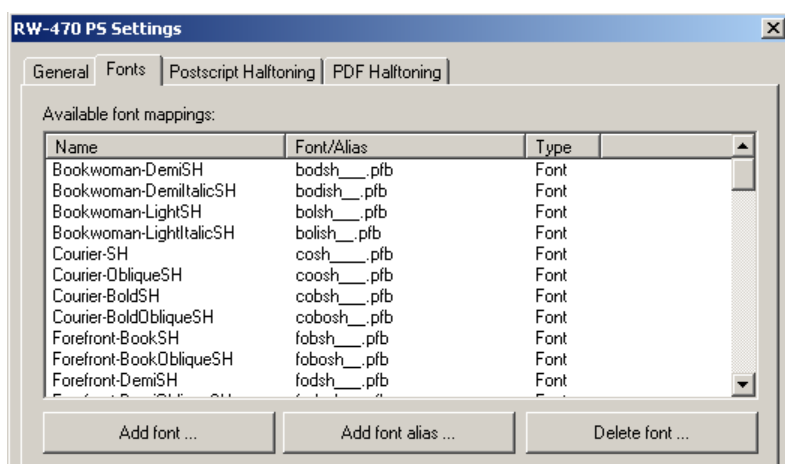 RW-470 PS Settings
General Fonts Postscript Halftoning PDF Halftoning
Available font mappings:
Name Font/Alias Type
Bookwoman-DemiSH bodsh___.pfb Font
Bookwoman-DemiItalicSH bodish__.pfb Font
Bookwoman-LightSH bolsh___.pfb Font
Bookwoman-LightItalicSH bolish__.pfb Font
Courier-SH cosh____.pfb Font
Courier-ObliqueSH coosh___.pfb Font
Courier-BoldSH cobsh___.pfb Font
Courier-BoldObliqueSH cobosh__.pfb Font
Forefront-BookSH fobsh___.pfb Font
Forefront-BookObliqueSH fobosh__.pfb Font
Forefront-DemiSH fodsh___.pfb Font
Add font ... Add font alias ... Delete font ...